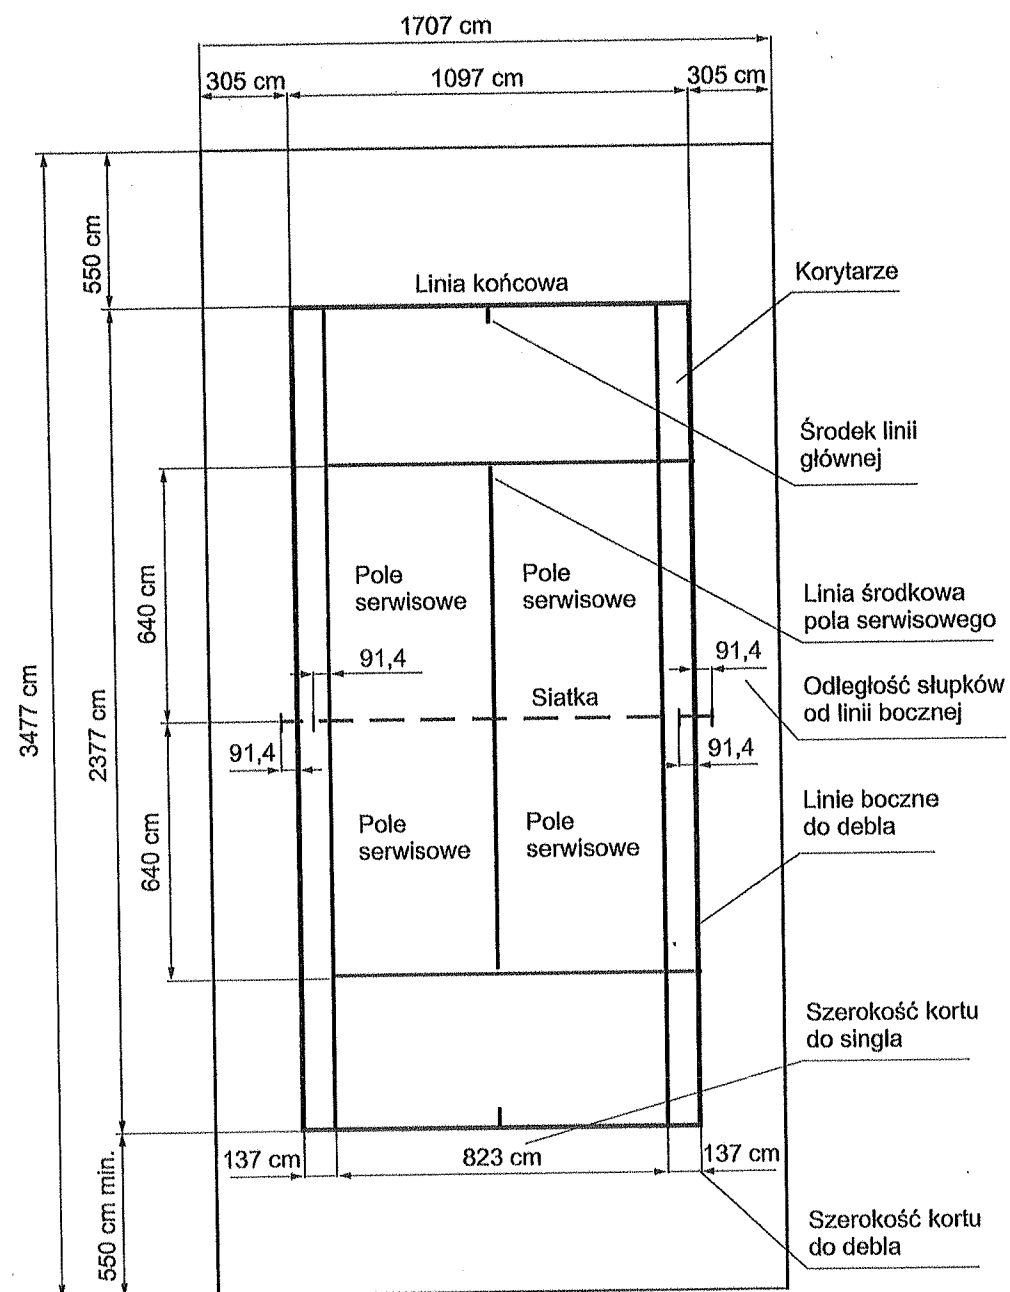 1707 cm
305 cm
1097 cm
305 cm
550 cm
Linia końcowa
Korytarze
Środek linii
głównej
640 cm
Pole
serwisowe
Pole
serwisowe
Linia środkowa
pola serwisowego
91,4
91,4
3477 cm
2377 cm
Siatka
Odległość słupków
od linii bocznej
91,4
91,4
640 cm
Pole
serwisowe
Pole
serwisowe
Linie boczne
do debla
Szerokość kortu
do singla
137 cm
823 cm
137 cm
550 cm min.
Szerokość kortu
do debla